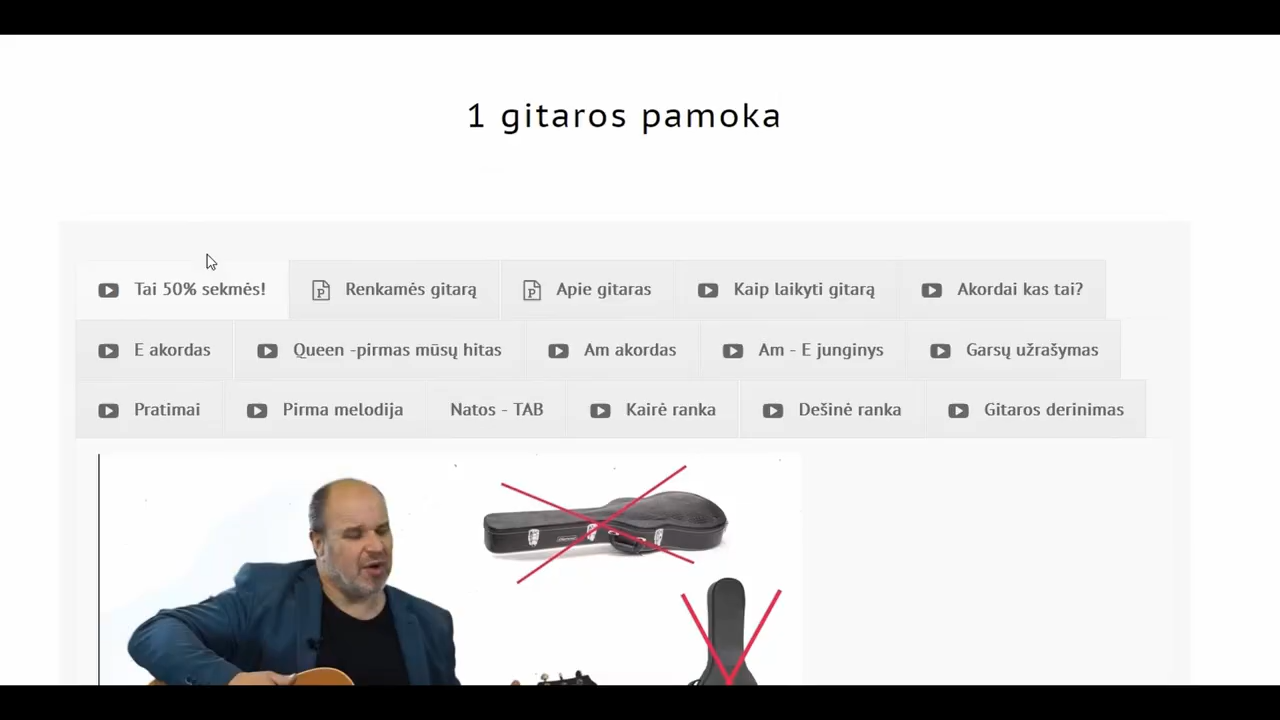 1 gitaros pamoka
Tai 50% sekmės! Renkamės gitarą Apie gitaras Kaip laikyti gitarą Akordai kas tai?
E akordas Queen -pirmas mūsų hitas Am akordas Am - E junginys Garsų užrašymas
Pratimai Pirma melodija Natos - TAB Kairė ranka Dešinė ranka Gitaros derinimas